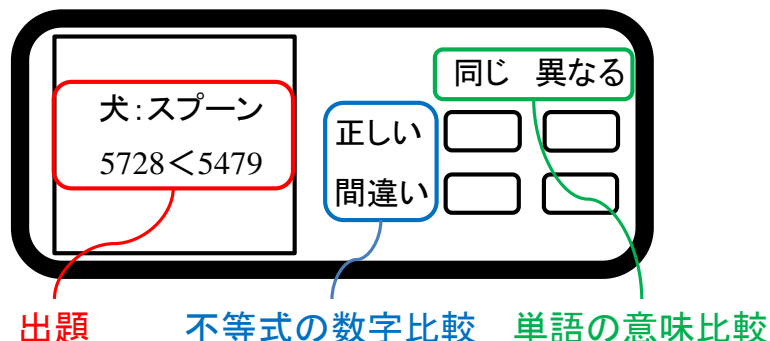 同じ 異なる
犬:スプーン
5728<5479
正しい
間違い
出題 不等式の数字比較 単語の意味比較